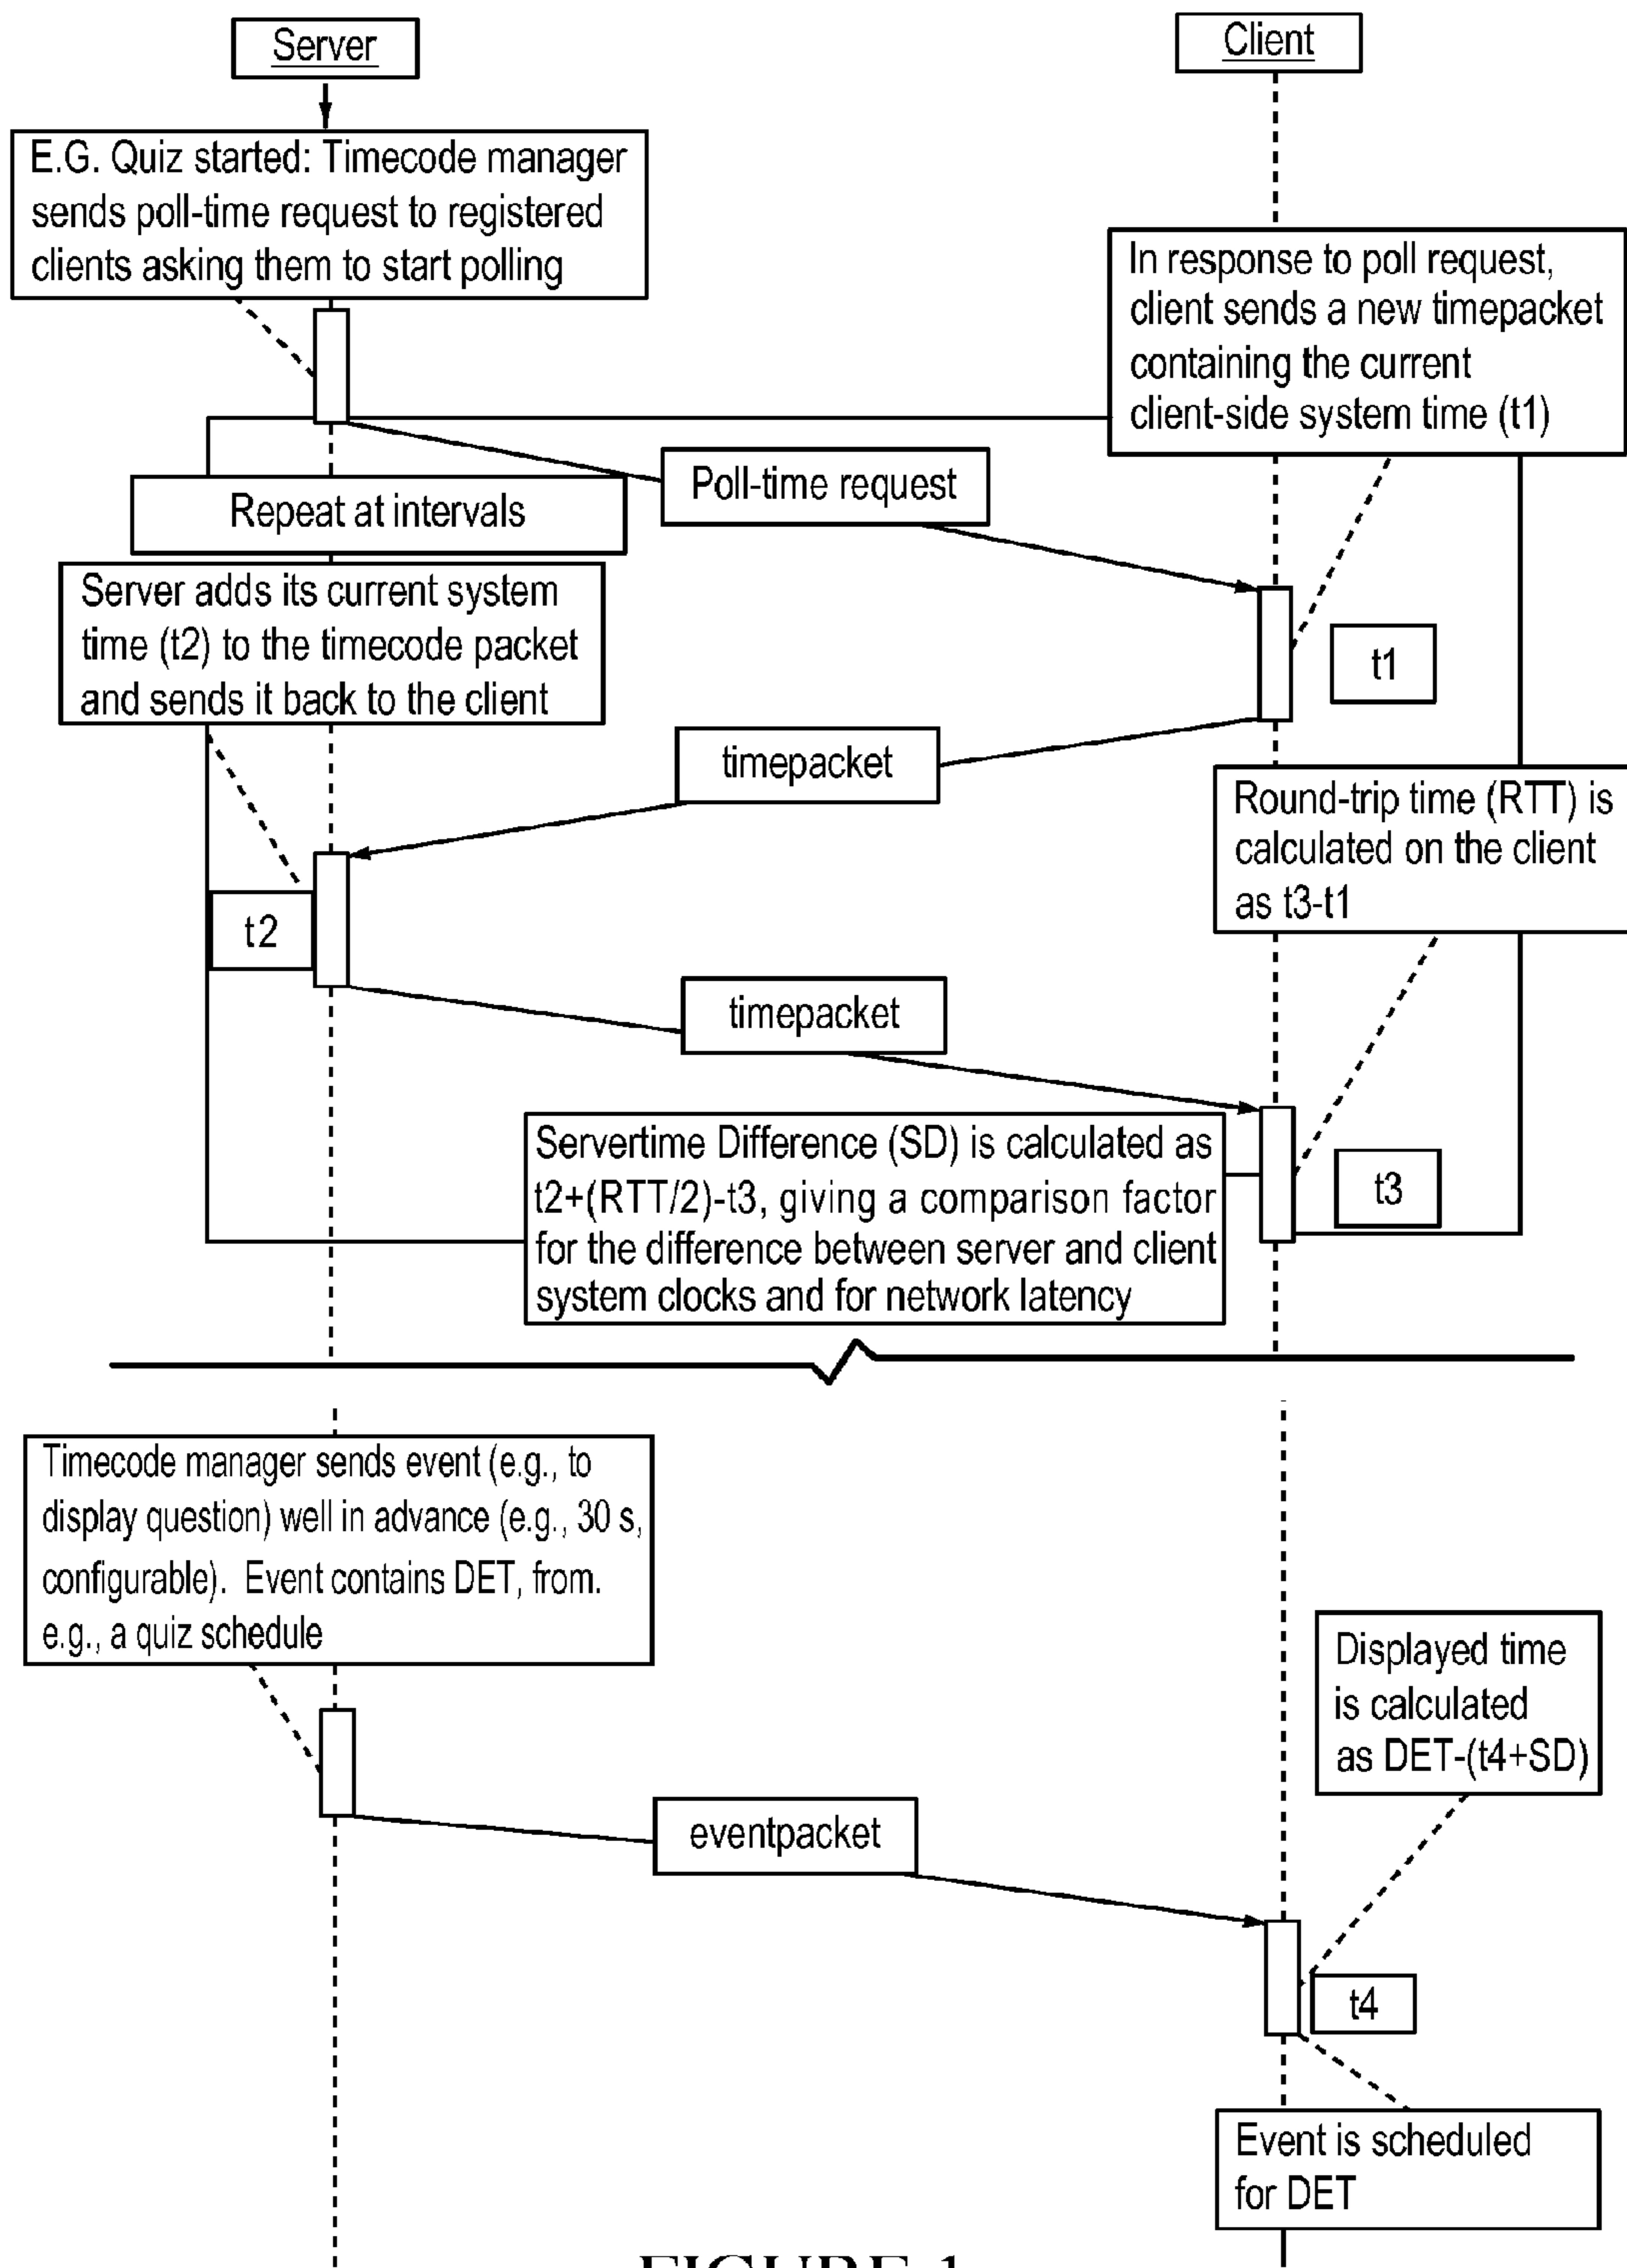 Server
Client
E.G. Quiz started: Timecode manager
sends poll-time request to registered
clients asking them to start polling
In response to poll request,
client sends a new timepacket
containing the current
client-side system time (t1)
Poll-time request
Repeat at intervals
Server adds its current system
time (t2) to the timecode packet
and sends it back to the client
t1
timepacket
Round-trip time (RTT) is
calculated on the client
as t3-t1
t2
timepacket
Servertime Difference (SD) is calculated as
t2+(RTT/2)-t3, giving a comparison factor
for the difference between server and client
system clocks and for network latency
t3
Timecode manager sends event (e.g., to
display question) well in advance (e.g., 30 s,
configurable). Event contains DET, from.
e.g., a quiz schedule
Displayed time
is calculated
as DET-(t4+SD)
eventpacket
t4
Event is scheduled
for DET
FIGURE 1